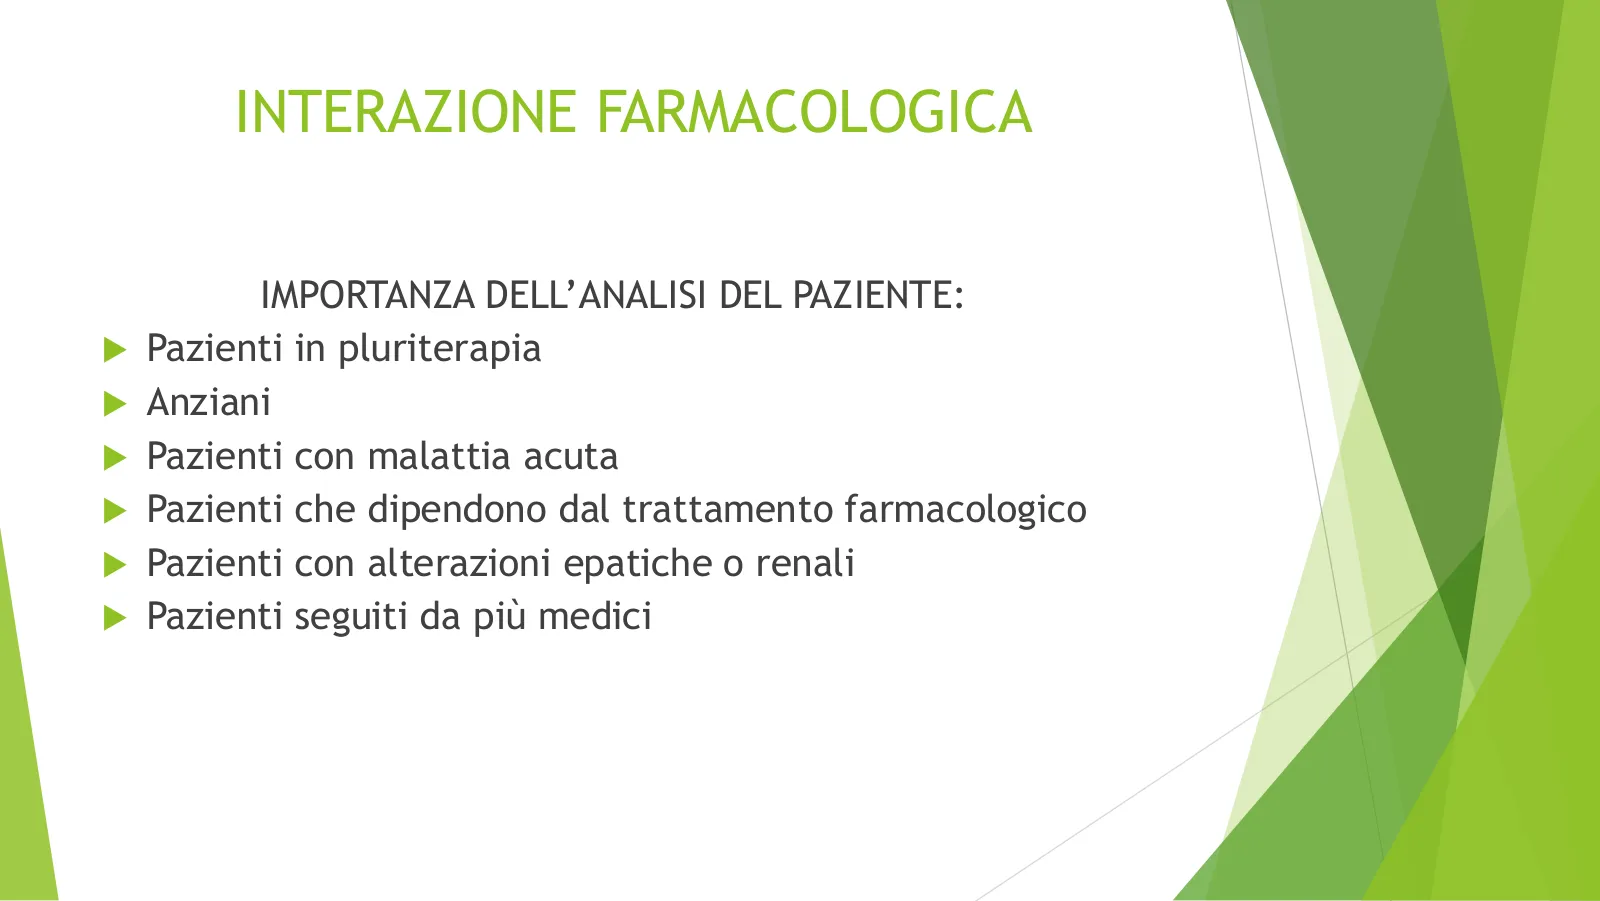 INTERAZIONE FARMACOLOGICA
IMPORTANZA DELL’ANALISI DEL PAZIENTE:
Pazienti in pluriterapia
Anziani
Pazienti con malattia acuta
Pazienti che dipendono dal trattamento farmacologico
Pazienti con alterazioni epatiche o renali
Pazienti seguiti da più medici